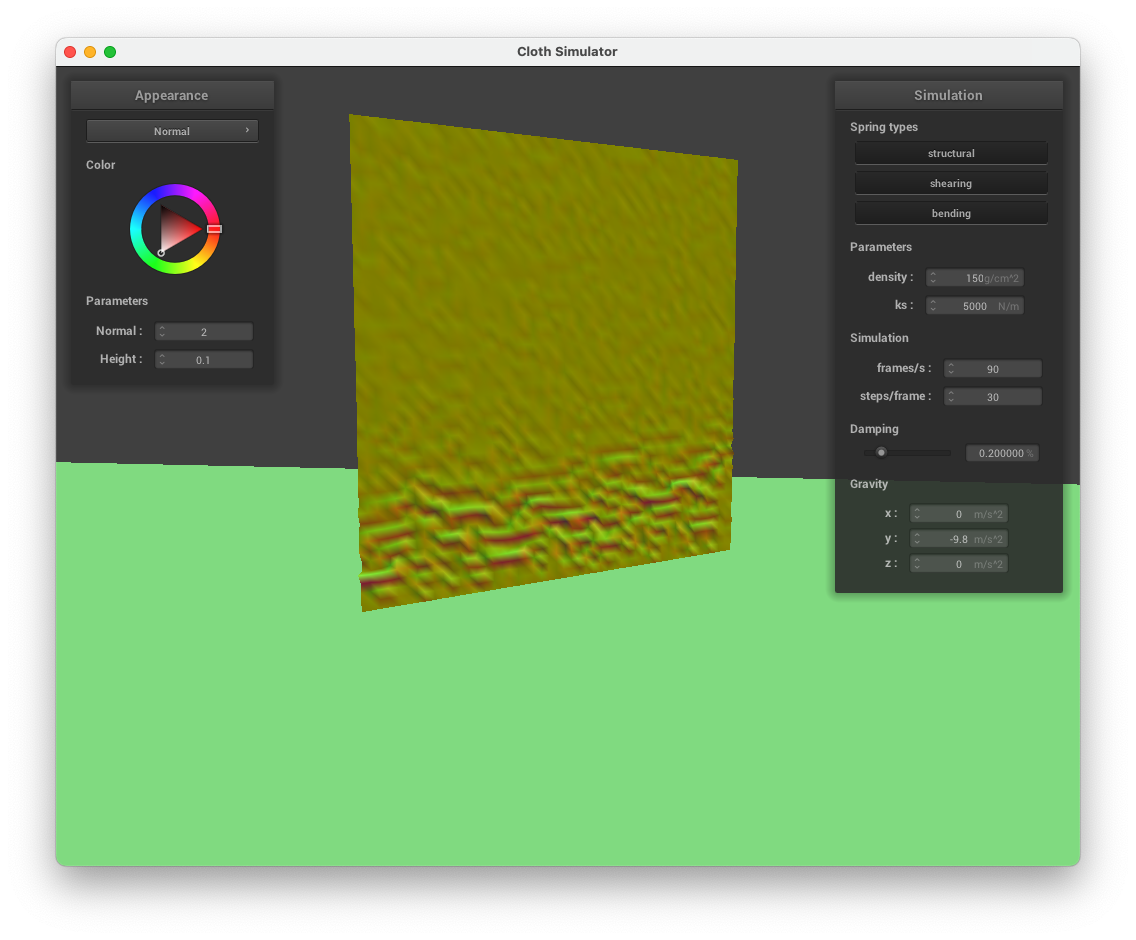 Cloth Simulator
Appearance
Normal
Color
Parameters
Normal : 2
Height : 0.1
Simulation
Spring types
structural
shearing
bending
Parameters
density : 150g/cm^2
ks : 5000 N/m
Simulation
frames/s : 90
steps/frame : 30
Damping
0.200000 %
Gravity
x : 0 m/s^2
y : -9.8 m/s^2
z : 0 m/s^2